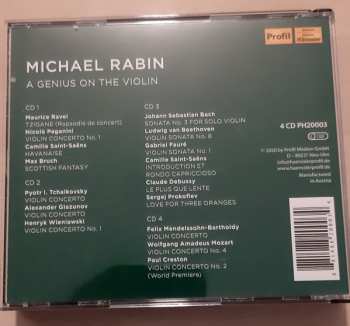 MICHAEL RABIN
A GENIUS ON THE VIOLIN
Profil
CD 1
Maurice Ravel
TZIGANE (Rapsodie de concert)
Nicolò Paganini
VIOLIN CONCERTO No. 1
Camille Saint-Saëns
HAVANAISE
Max Bruch
SCOTTISH FANTASY
CD 2
Pyotr I. Tchaikovsky
VIOLIN CONCERTO
Alexander Glazunov
VIOLIN CONCERTO
Henryk Wieniawski
VIOLIN CONCERTO No. 1
CD 3
Johann Sebastian Bach
SONATA No. 3 FOR SOLO VIOLIN
Ludwig van Beethoven
VIOLIN SONATA No. 8
Gabriel Fauré
VIOLIN SONATA No. 1
Camille Saint-Saëns
INTRODUCTION ET
RONDO CAPRICCIOSO
Claude Debussy
LE PLUS QUE LENTE
Sergej Prokofiev
LOVE FOR THREE ORANGES
CD 4
Felix Mendelssohn-Bartholdy
VIOLIN CONCERTO
Wolfgang Amadeus Mozart
VIOLIN CONCERTO No. 4
Paul Creston
VIOLIN CONCERTO No. 2
(World Premiere)
4 CD PH20003
Manufactured
in Austria